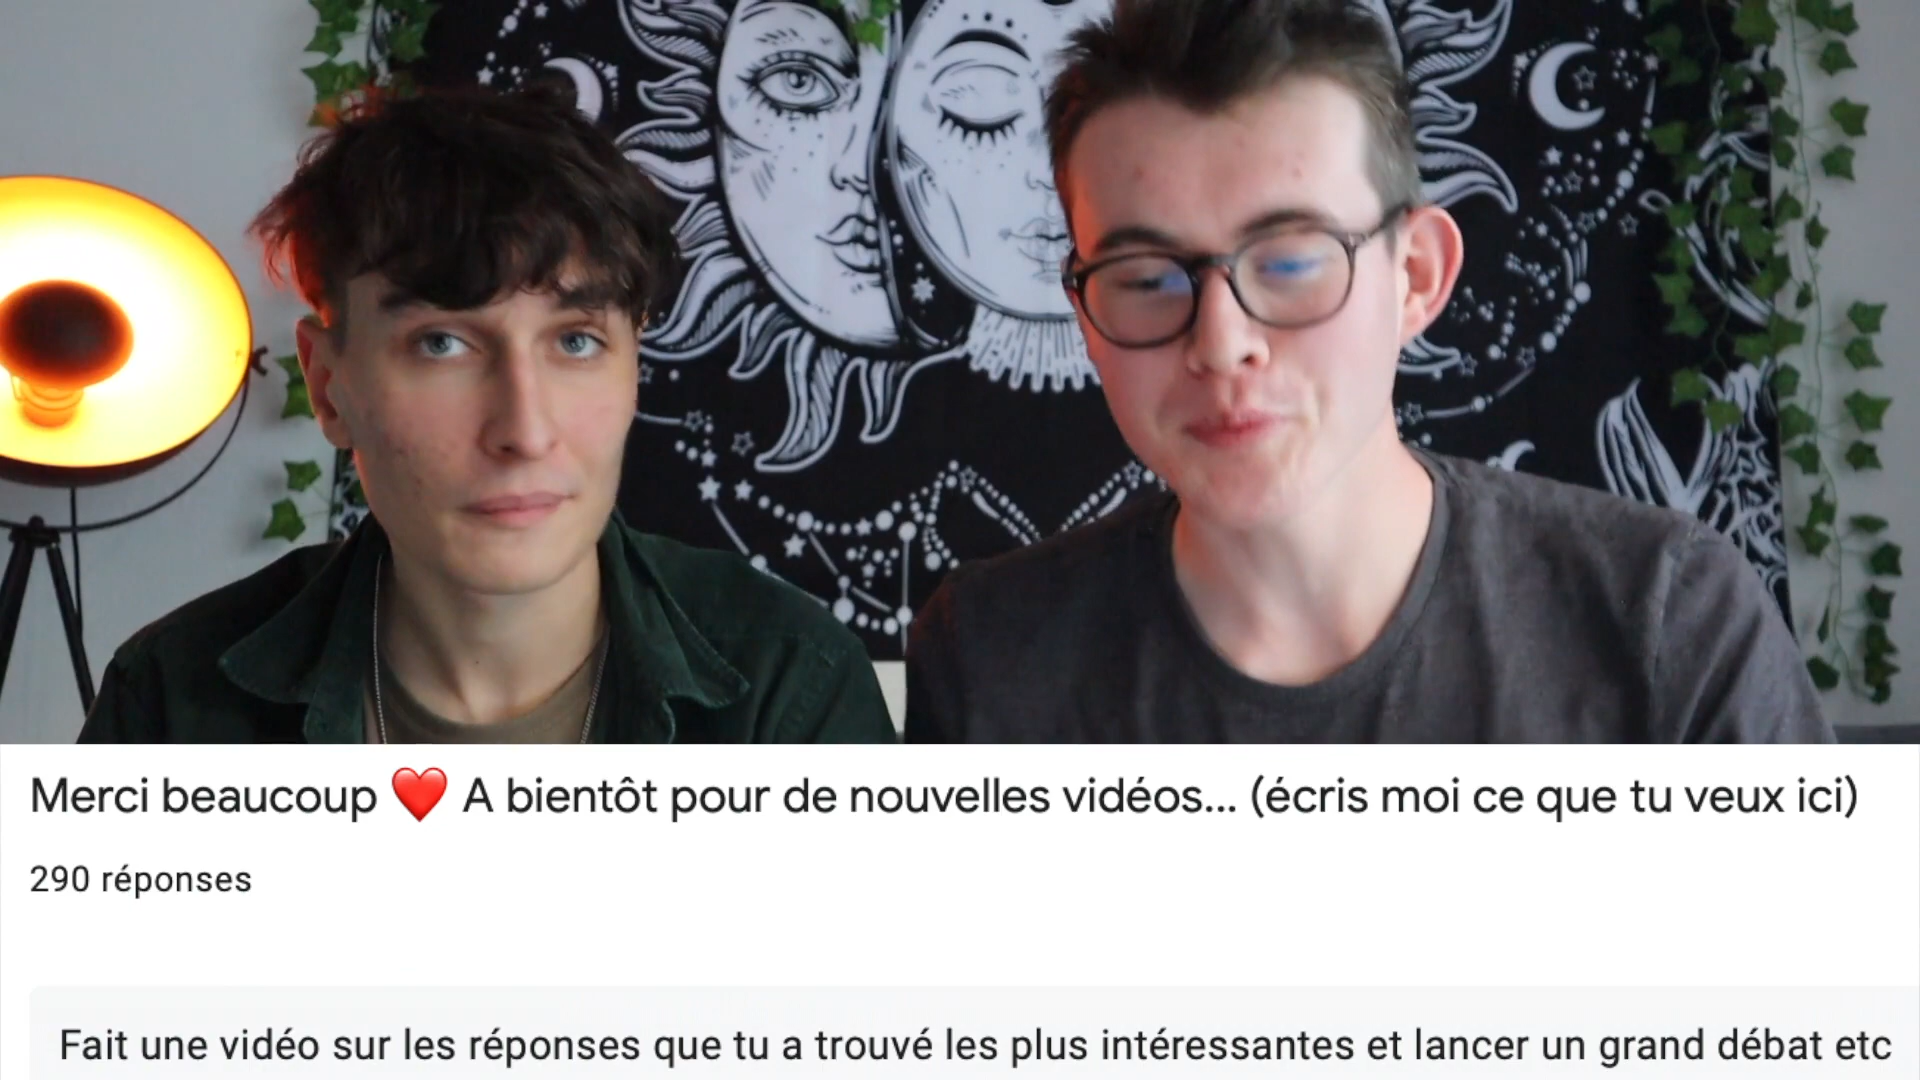 Merci beaucoup ❤️ A bientôt pour de nouvelles vidéos... (écris moi ce que tu veux ici)
290 réponses
Fait une vidéo sur les réponses que tu a trouvé les plus intéressantes et lancer un grand débat etc